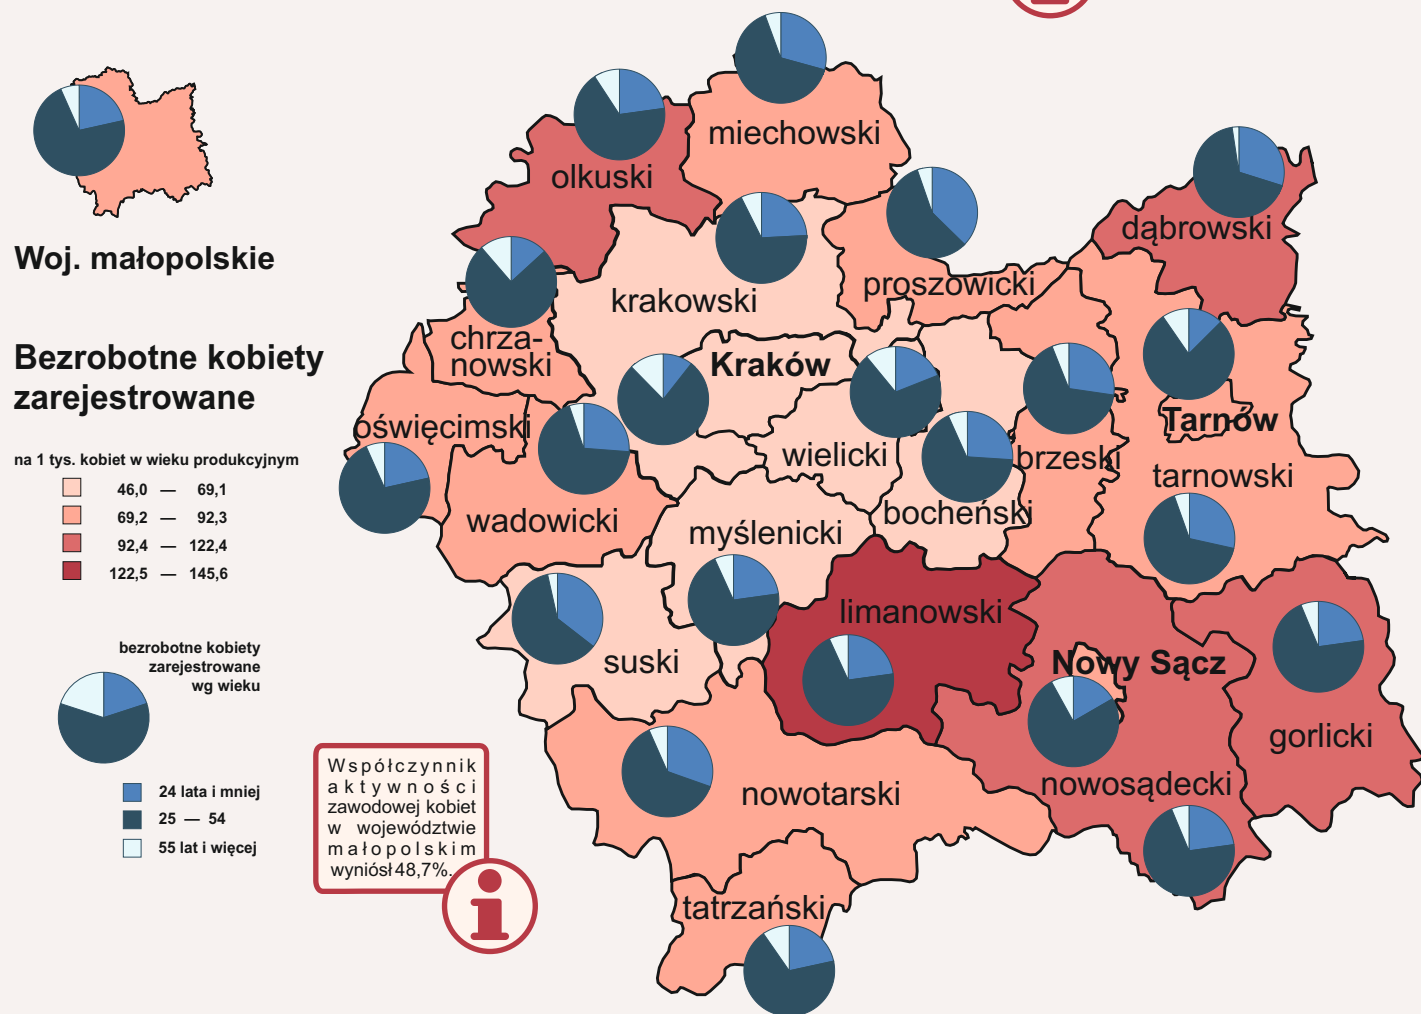 Woj. małopolskie
Bezrobotne kobiety
zarejestrowane
na 1 tys. kobiet w wieku produkcyjnym
46,0 — 69,1
69,2 — 92,3
92,4 — 122,4
122,5 — 145,6
bezrobotne kobiety
zarejestrowane
wg wieku
24 lata i mniej
25 — 54
55 lat i więcej
Współczynnik
aktywności
zawodowej kobiet
w województwie
małopolskim
wyniósł 48,7%.
miechowski
olkuski
dąbrowski
proszowicki
krakowski
chrza-
nowski
Kraków
Tarnów
oświęcimski
wielicki
brzeski
tarnowski
wadowicki
bocheński
myślenicki
limanowski
suski
Nowy Sącz
gorlicki
nowosądecki
nowotarski
tatrzański